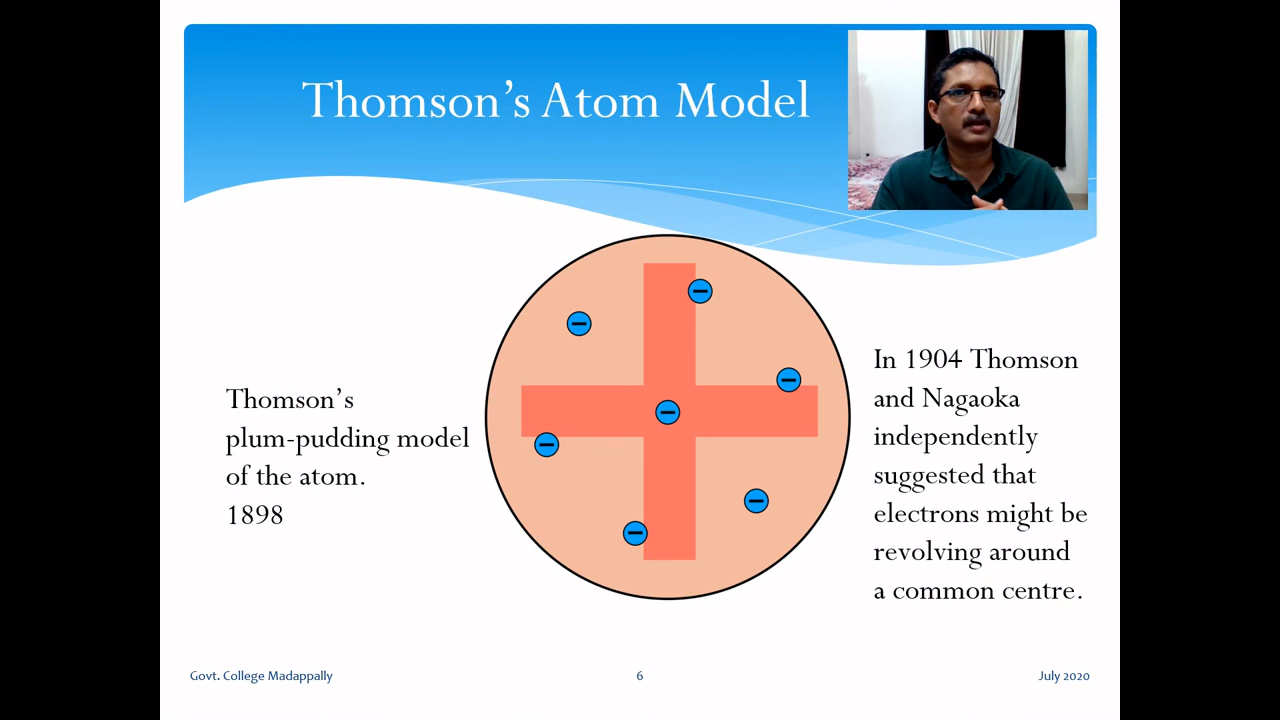 Thomson's Atom Model
Thomson's
plum-pudding model
of the atom.
1898
In 1904 Thomson
and Nagaoka
independently
suggested that
electrons might be
revolving around
a common centre.
Govt. College Madappally
6
July 2020